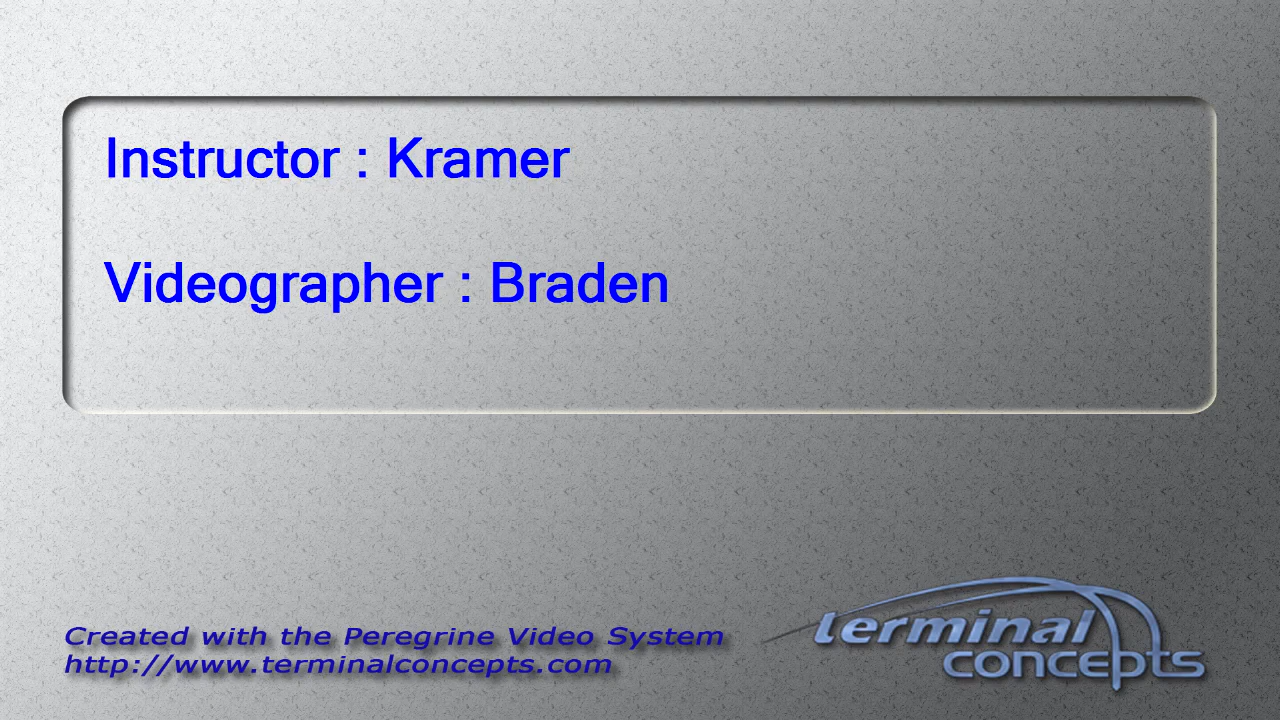 Instructor : Kramer
Videographer : Braden
Created with the Peregrine Video System
http://www.terminalconcepts.com
terminal
concepts